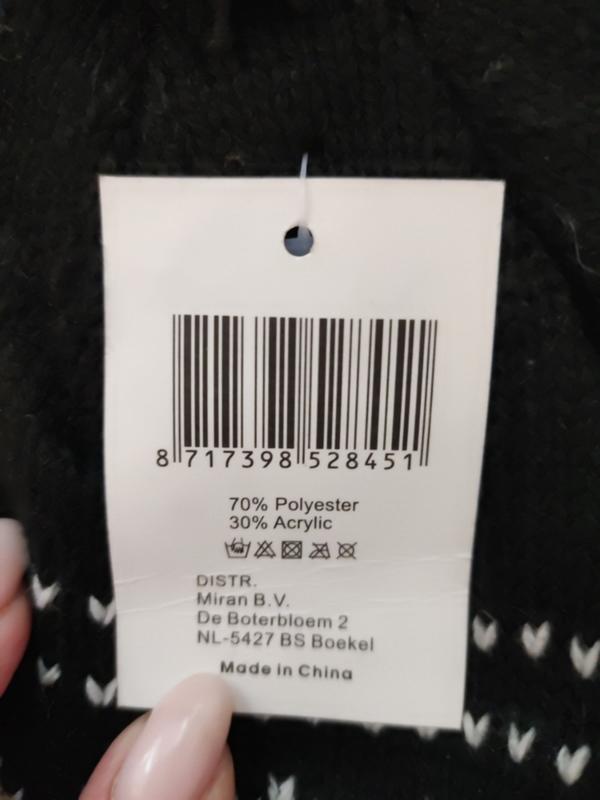 8 717398 528451
70% Polyester
30% Acrylic
DISTR.
Miran B.V.
De Boterbloem 2
NL-5427 BS Boekel
Made in China